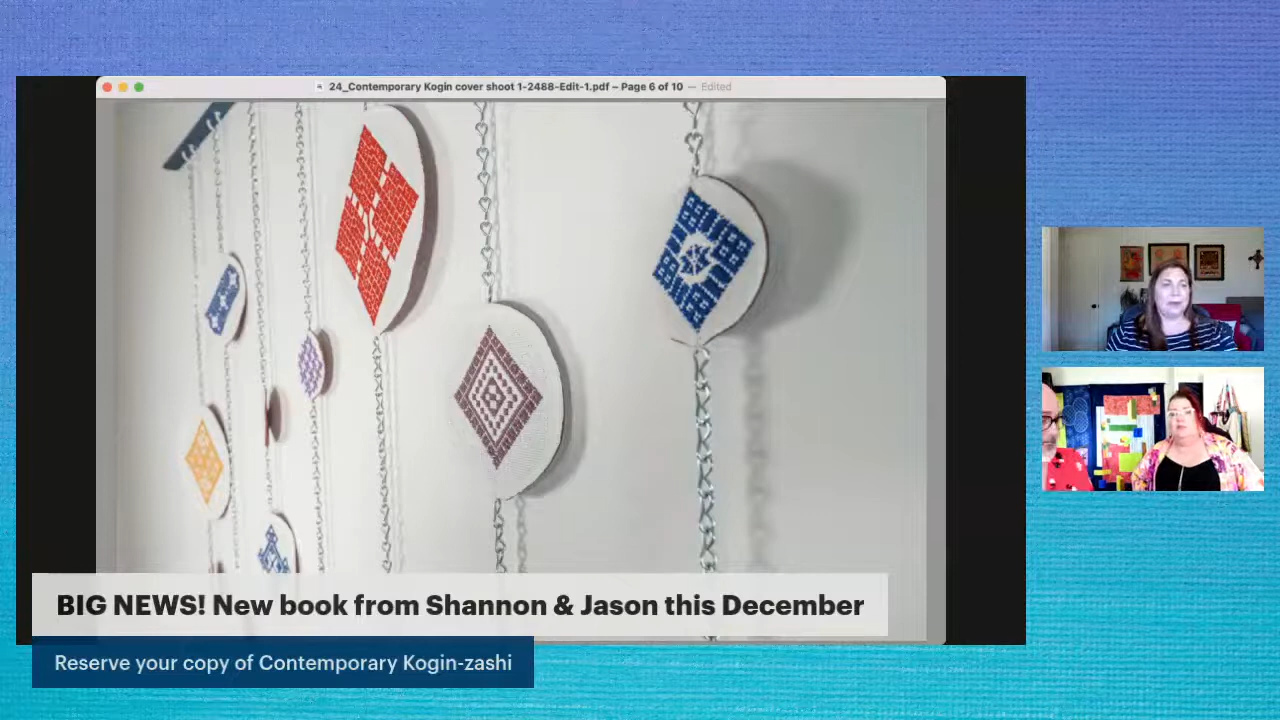 24_Contemporary Kogin cover shoot 1-2488-Edit-1.pdf – Page 6 of 10 — Edited
BIG NEWS! New book from Shannon & Jason this December
Reserve your copy of Contemporary Kogin-zashi